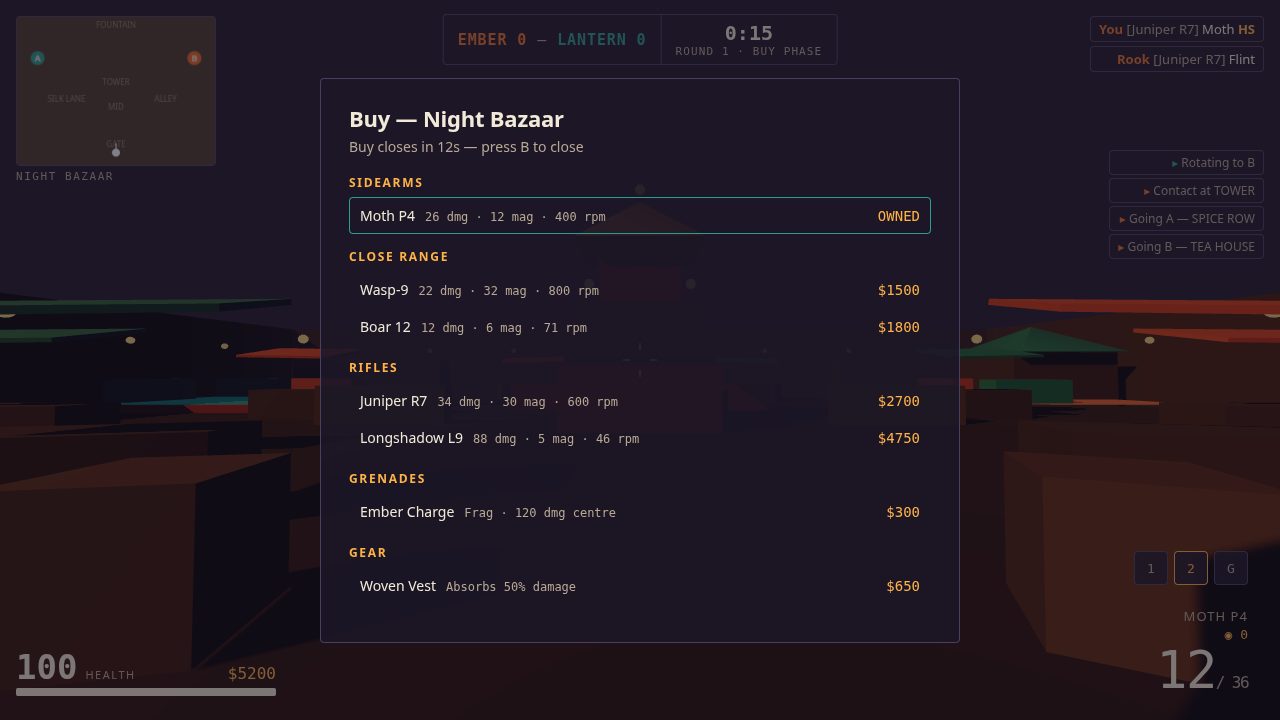 FOUNTAIN
A
B
TOWER
SILK LANE
ALLEY
MID
GATE
NIGHT BAZAAR
EMBER 0 — LANTERN 0
0:15
ROUND 1 · BUY PHASE
You [Juniper R7] Moth HS
Rook [Juniper R7] Flint
▸ Rotating to B
▸ Contact at TOWER
▸ Going A — SPICE ROW
▸ Going B — TEA HOUSE
Buy — Night Bazaar
Buy closes in 12s — press B to close
SIDEARMS
Moth P4 26 dmg · 12 mag · 400 rpm OWNED
CLOSE RANGE
Wasp-9 22 dmg · 32 mag · 800 rpm $1500
Boar 12 12 dmg · 6 mag · 71 rpm $1800
RIFLES
Juniper R7 34 dmg · 30 mag · 600 rpm $2700
Longshadow L9 88 dmg · 5 mag · 46 rpm $4750
GRENADES
Ember Charge Frag · 120 dmg centre $300
GEAR
Woven Vest Absorbs 50% damage $650
100 HEALTH $5200
1 2 G
MOTH P4
◉ 0
12 / 36